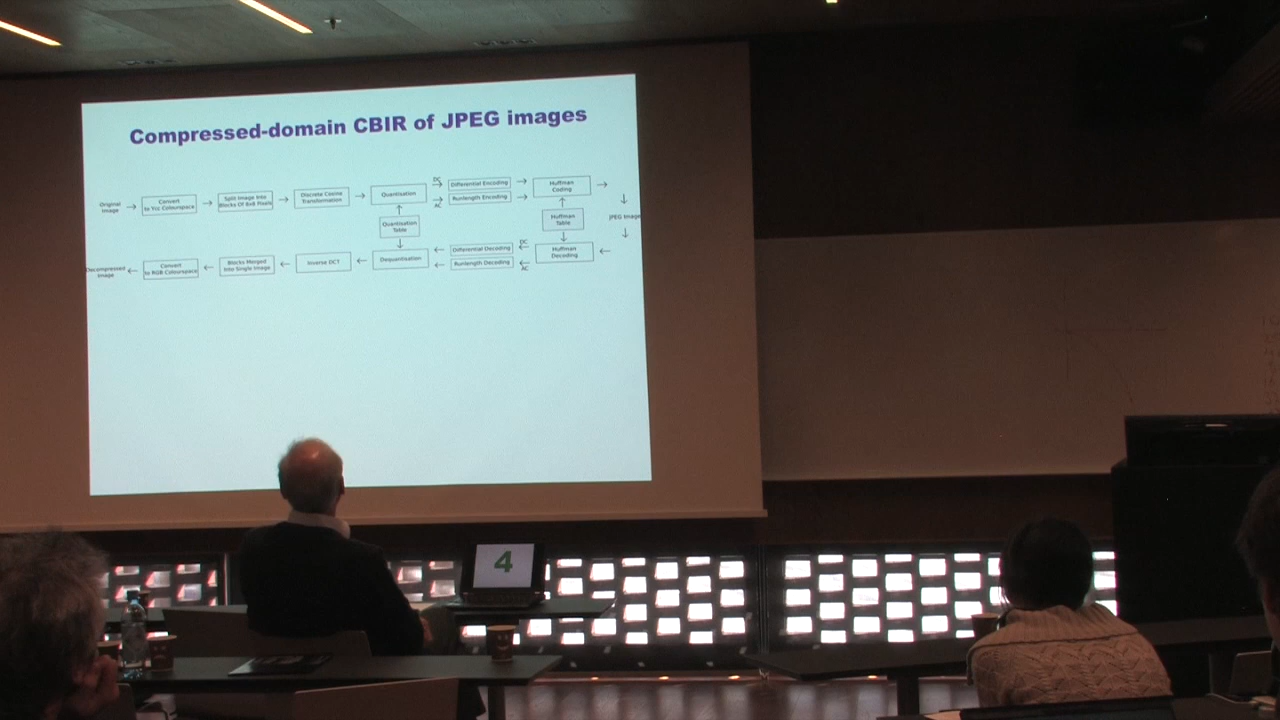 Compressed-domain CBIR of JPEG images
Original
Image
Convert
to Ycc Colourspace
Split Image Into
Blocks Of 8x8 Pixels
Discrete Cosine
Transformation
Quantisation
DC
AC
Differential Encoding
Runlength Encoding
Huffman
Coding
Quantisation
Table
Huffman
Table
JPEG Image
Decompressed
Image
Convert
to RGB Colourspace
Blocks Merged
Into Single Image
Inverse DCT
Dequantisation
Differential Decoding
Runlength Decoding
DC
AC
Huffman
Decoding
4